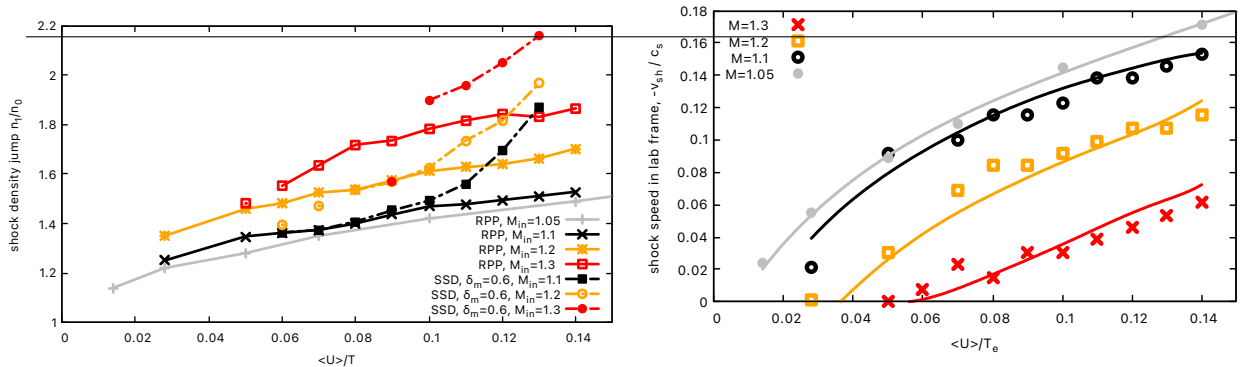 2.2
2
1.8
1.6
1.4
1.2
1
0 0.02 0.04 0.06 0.08 0.1 0.12 0.14
shock density jump n₁/n₀
<U>/T
RPP, Mᵢₙ=1.05
RPP, Mᵢₙ=1.1
RPP, Mᵢₙ=1.2
RPP, Mᵢₙ=1.3
SSD, δₘ=0.6, Mᵢₙ=1.1
SSD, δₘ=0.6, Mᵢₙ=1.2
SSD, δₘ=0.6, Mᵢₙ=1.3
0.18
0.16
0.14
0.12
0.1
0.08
0.06
0.04
0.02
0
0 0.02 0.04 0.06 0.08 0.1 0.12 0.14
shock speed in lab frame, -vₛₕ / cₛ
<U>/Tₑ
M=1.3
M=1.2
M=1.1
M=1.05